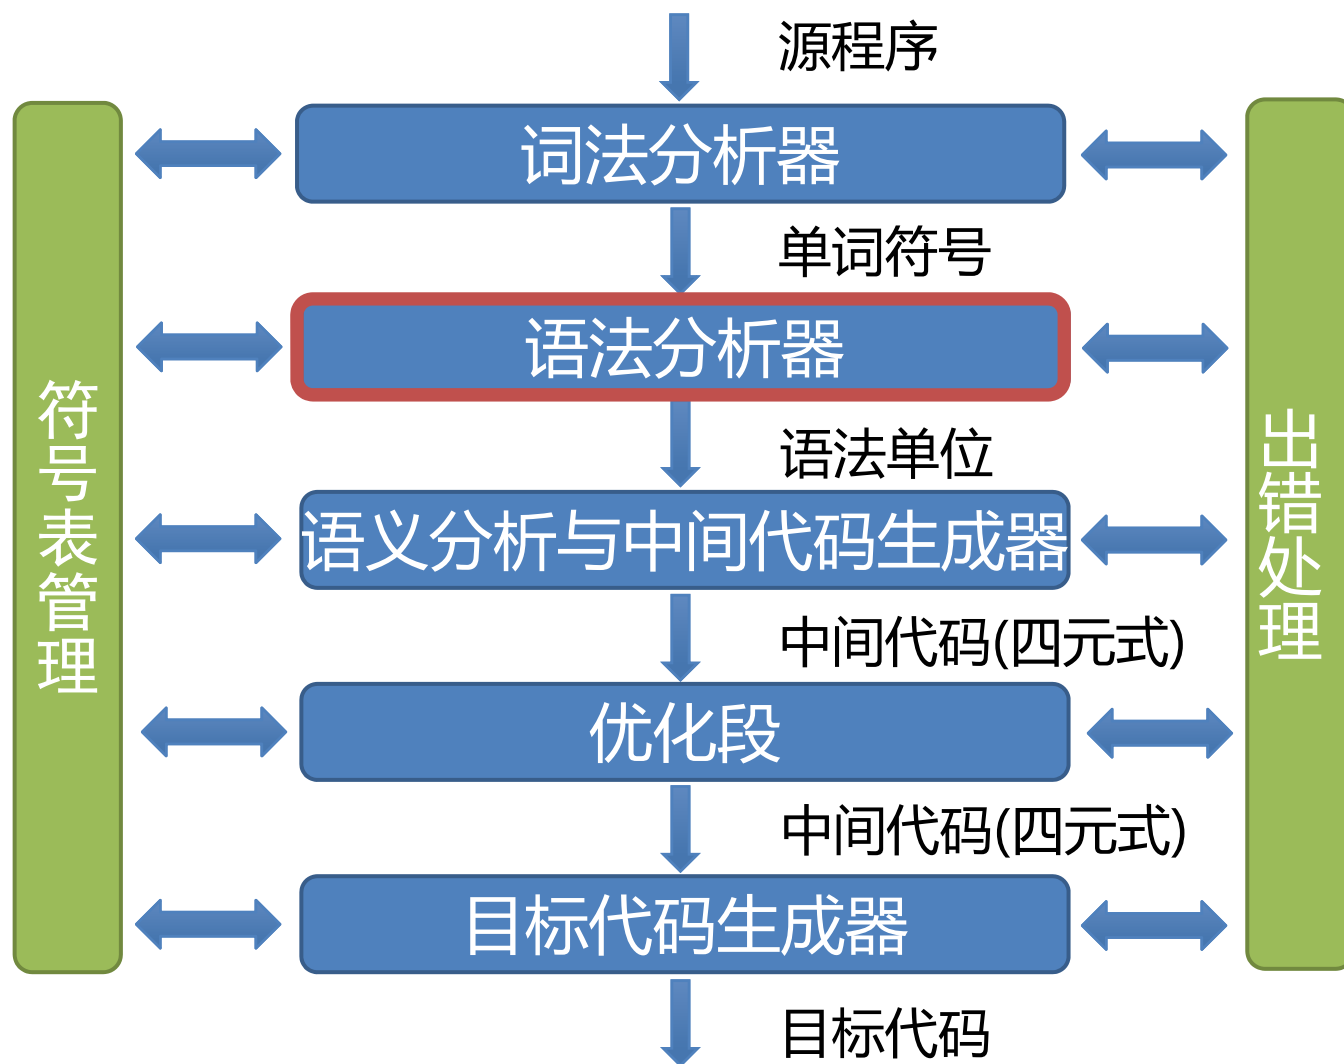 源程序
词法分析器
单词符号
语法分析器
语法单位
语义分析与中间代码生成器
中间代码(四元式)
优化段
中间代码(四元式)
目标代码生成器
目标代码
符号表管理
出错处理